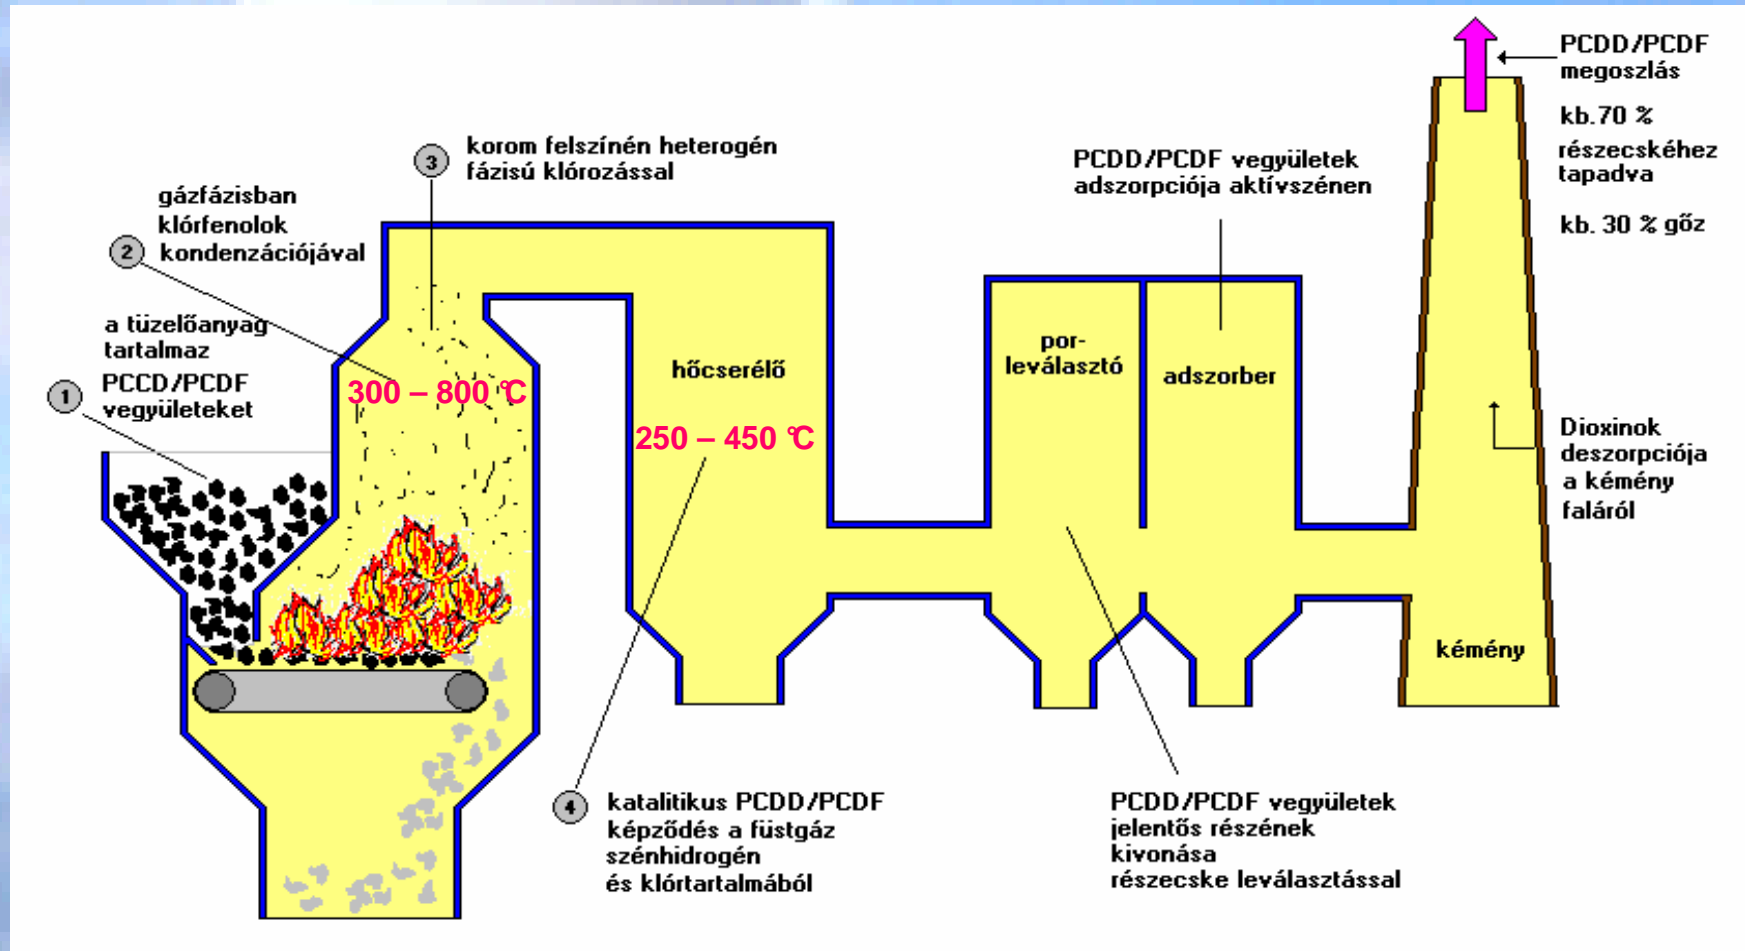 PCDD/PCDF
megoszlás
kb.70 %
részecskéhez
tapadva
kb. 30 % gőz
3
korom felszínén heterogén
fázisú klórozással
PCDD/PCDF vegyületek
adszorpciója aktívszénen
gázfázisban
klórfenolok
2
kondenzációjával
a tüzelőanyag
tartalmaz
1
PCCD/PCDF
vegyületeket
300 – 800 °C
hőcserélő
250 – 450 °C
por-
leválasztó
adszorber
Dioxinok
deszorpciója
a kémény
faláról
kémény
4
katalitikus PCDD/PCDF
képződés a füstgáz
szénhidrogén
és klórtartalmából
PCDD/PCDF vegyületek
jelentős részének
kivonása
részecske leválasztással